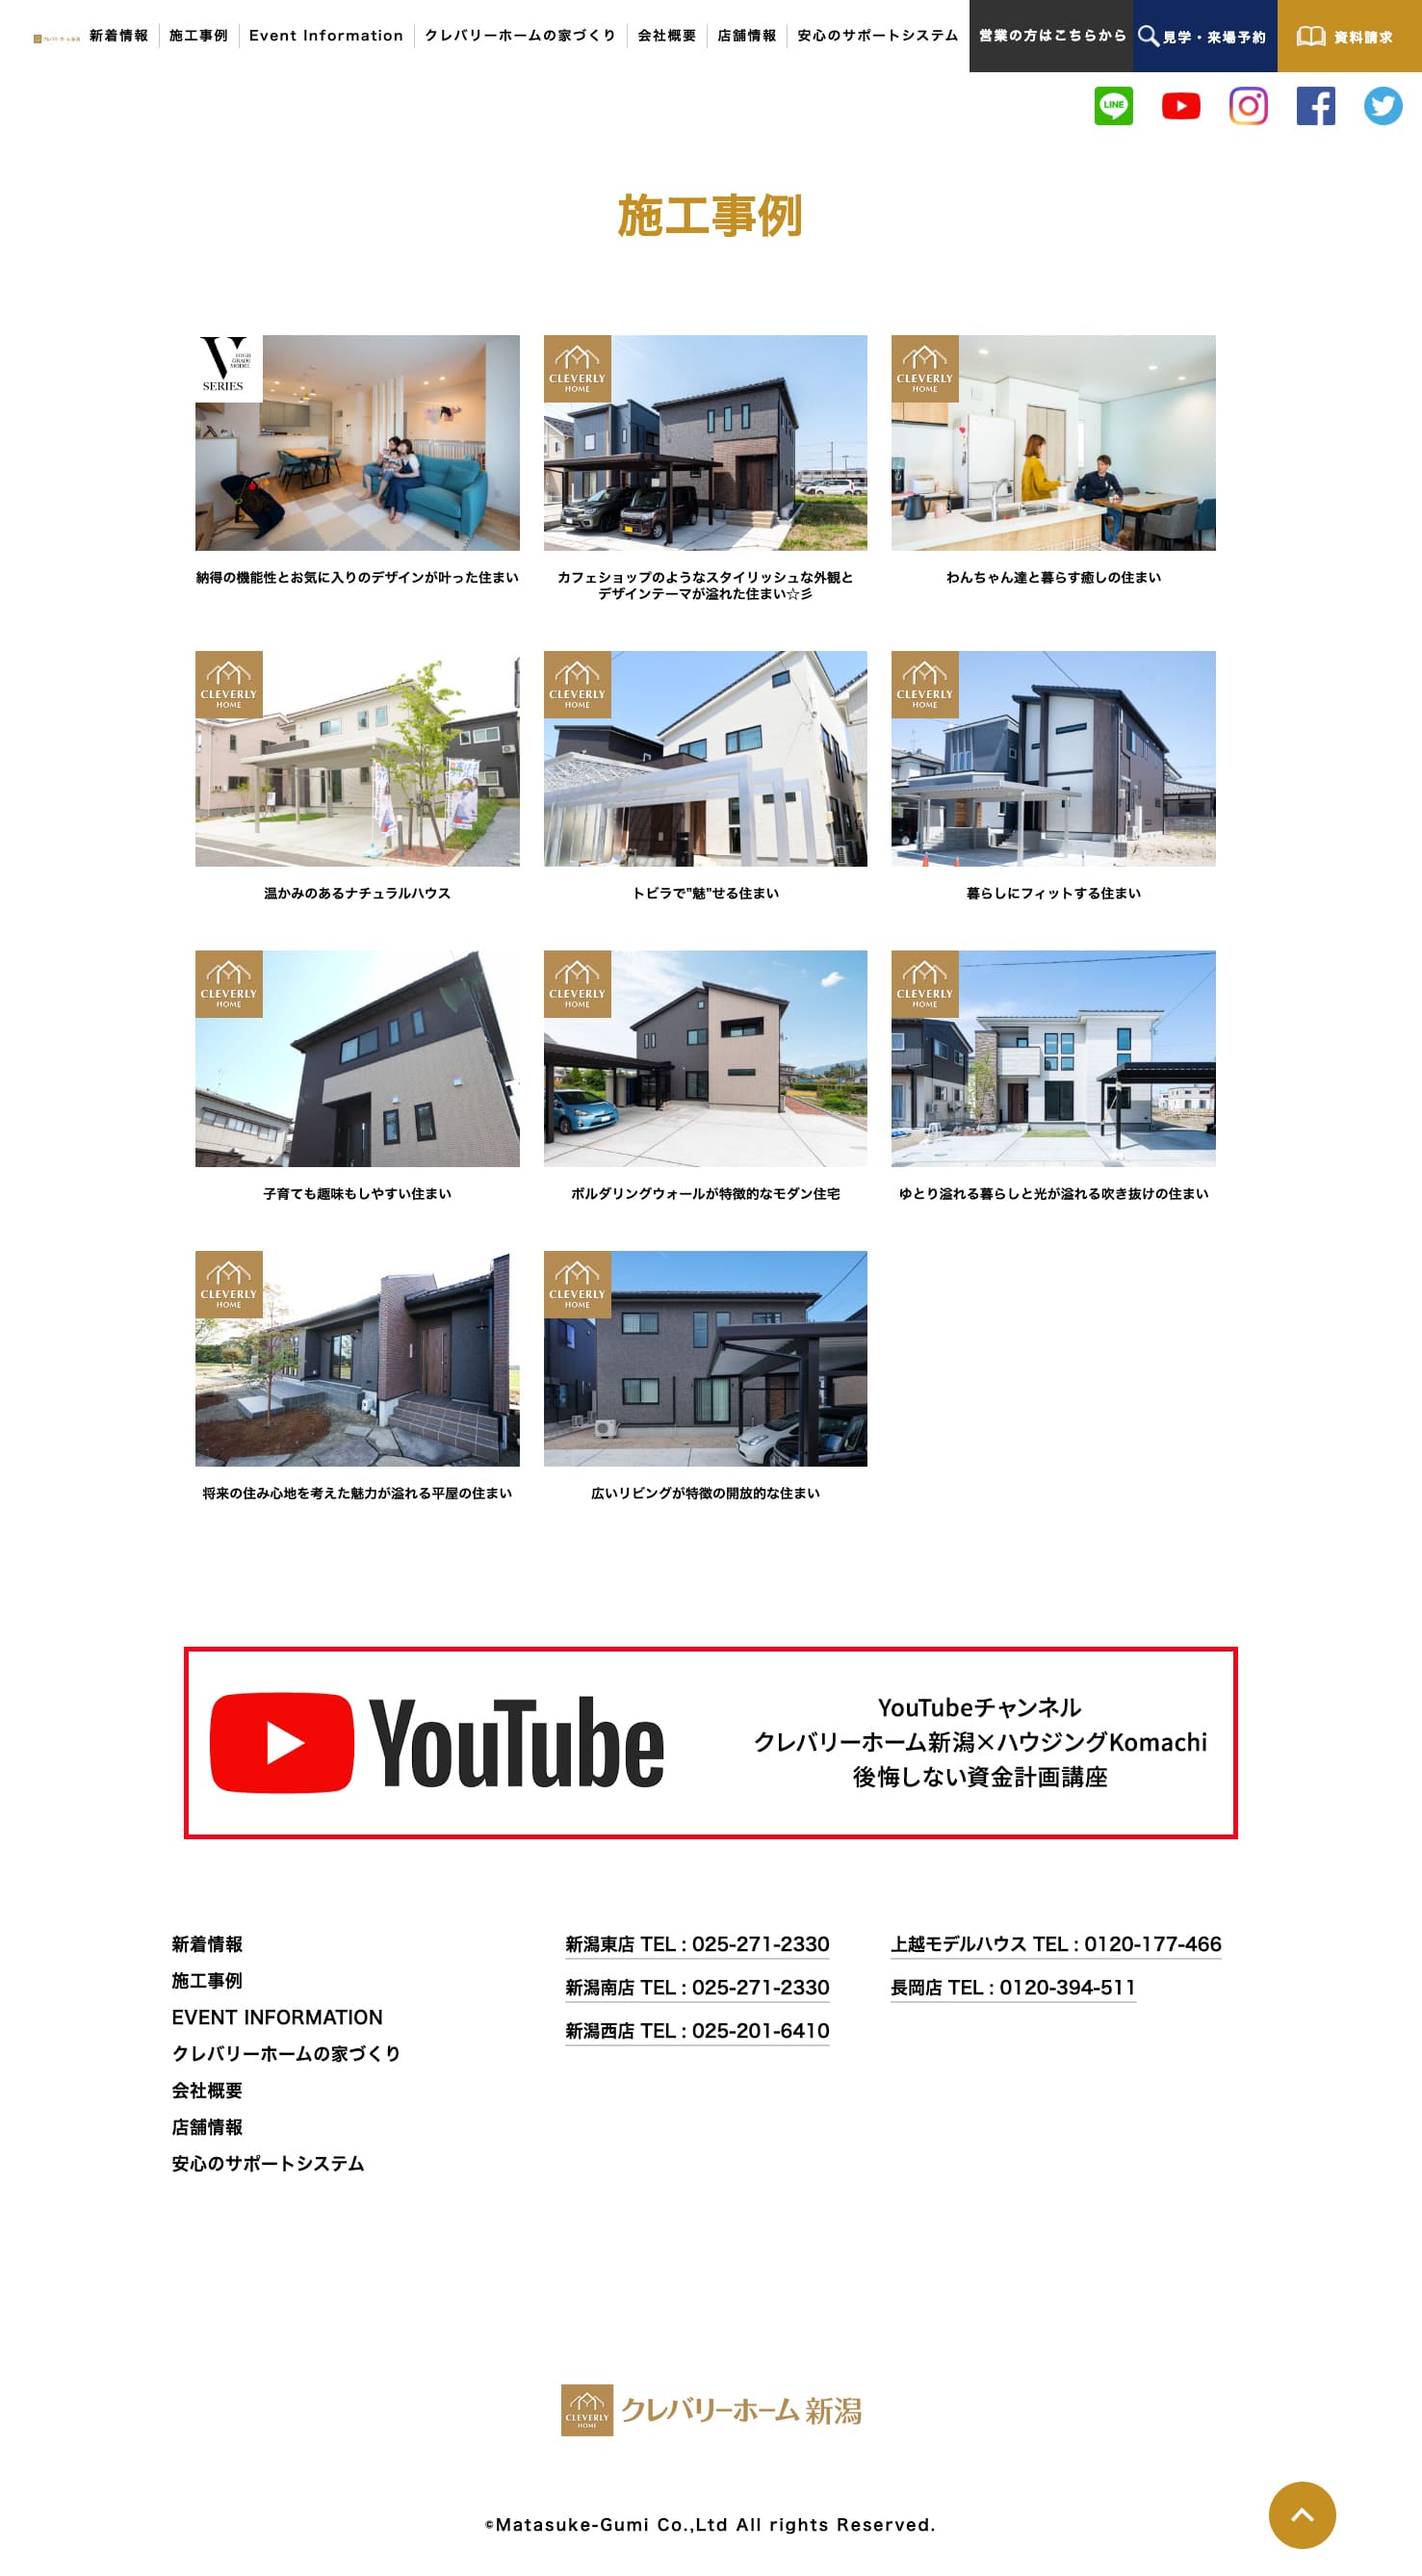 クレバリーホーム新潟
新着情報
施工事例
Event Information
クレバリーホームの家づくり
会社概要
店舗情報
安心のサポートシステム
営業の方はこちらから
見学・来場予約
資料請求
LINE
施工事例
V
HIGH
GRADE
MODEL
SERIES
CLEVERLY
HOME
CLEVERLY
HOME
納得の機能性とお気に入りのデザインが叶った住まい
カフェショップのようなスタイリッシュな外観と
デザインテーマが溢れた住まい☆彡
わんちゃん達と暮らす癒しの住まい
CLEVERLY
HOME
CLEVERLY
HOME
CLEVERLY
HOME
温かみのあるナチュラルハウス
トビラで"魅"せる住まい
暮らしにフィットする住まい
CLEVERLY
HOME
CLEVERLY
HOME
CLEVERLY
HOME
子育ても趣味もしやすい住まい
ボルダリングウォールが特徴的なモダン住宅
ゆとり溢れる暮らしと光が溢れる吹き抜けの住まい
CLEVERLY
HOME
CLEVERLY
HOME
将来の住み心地を考えた魅力が溢れる平屋の住まい
広いリビングが特徴の開放的な住まい
YouTube
YouTubeチャンネル
クレバリーホーム新潟×ハウジングKomachi
後悔しない資金計画講座
新着情報
施工事例
EVENT INFORMATION
クレバリーホームの家づくり
会社概要
店舗情報
安心のサポートシステム
新潟東店 TEL : 025-271-2330
新潟南店 TEL : 025-271-2330
新潟西店 TEL : 025-201-6410
上越モデルハウス TEL : 0120-177-466
長岡店 TEL : 0120-394-511
CLEVERLY
HOME
クレバリーホーム 新潟
©Matasuke-Gumi Co.,Ltd All rights Reserved.